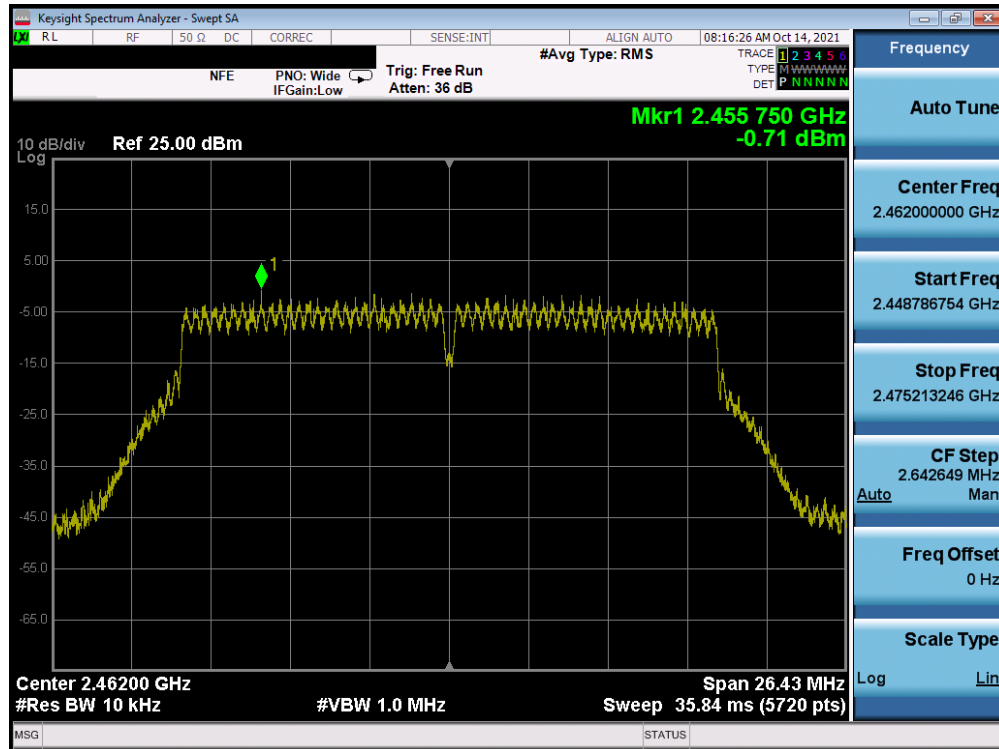 Keysight Spectrum Analyzer - Swept SA
LXI RL RF 50 Ω DC CORREC SENSE:INT ALIGN AUTO 08:16:26 AM Oct 14, 2021
NFE PNO: Wide Trig: Free Run #Avg Type: RMS TRACE 1 2 3 4 5 6
IFGain:Low Atten: 36 dB TYPE M WWWWW
DET P N N N N N
Mkr1 2.455 750 GHz
-0.71 dBm
10 dB/div Ref 25.00 dBm
Log
15.0
5.00
1
-5.00
-15.0
-25.0
-35.0
-45.0
-55.0
-65.0
Center 2.46200 GHz Span 26.43 MHz
#Res BW 10 kHz #VBW 1.0 MHz Sweep 35.84 ms (5720 pts)
MSG STATUS
Frequency
Auto Tune
Center Freq
2.462000000 GHz
Start Freq
2.448786754 GHz
Stop Freq
2.475213246 GHz
CF Step
2.642649 MHz
Auto Man
Freq Offset
0 Hz
Scale Type
Log Lin